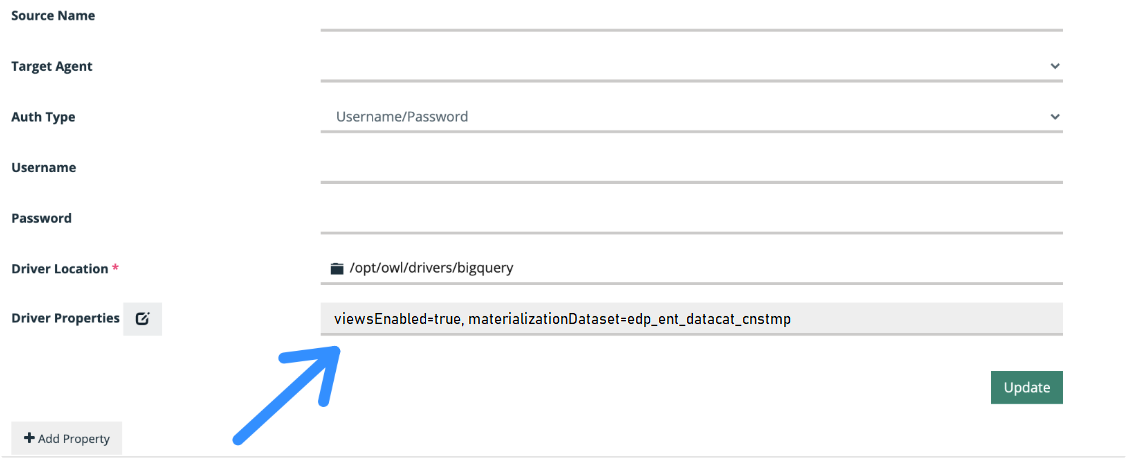 Source Name
Target Agent
Auth Type Username/Password
Username
Password
Driver Location * /opt/owl/drivers/bigquery
Driver Properties viewsEnabled=true, materializationDataset=edp_ent_datacat_cnstmp
Update
+ Add Property